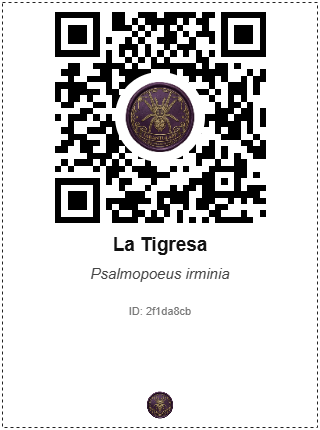 La Tigresa
Psalmopoeus irminia
ID: 2f1da8cb